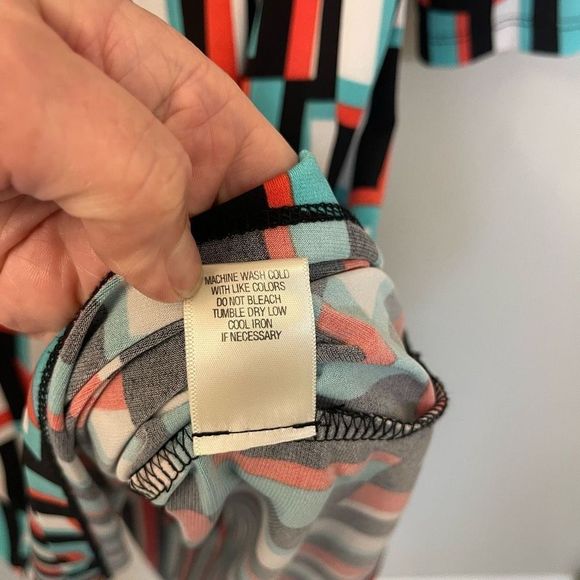 MACHINE WASH COLD
WITH LIKE COLORS
DO NOT BLEACH
TUMBLE DRY LOW
COOL IRON
IF NECESSARY